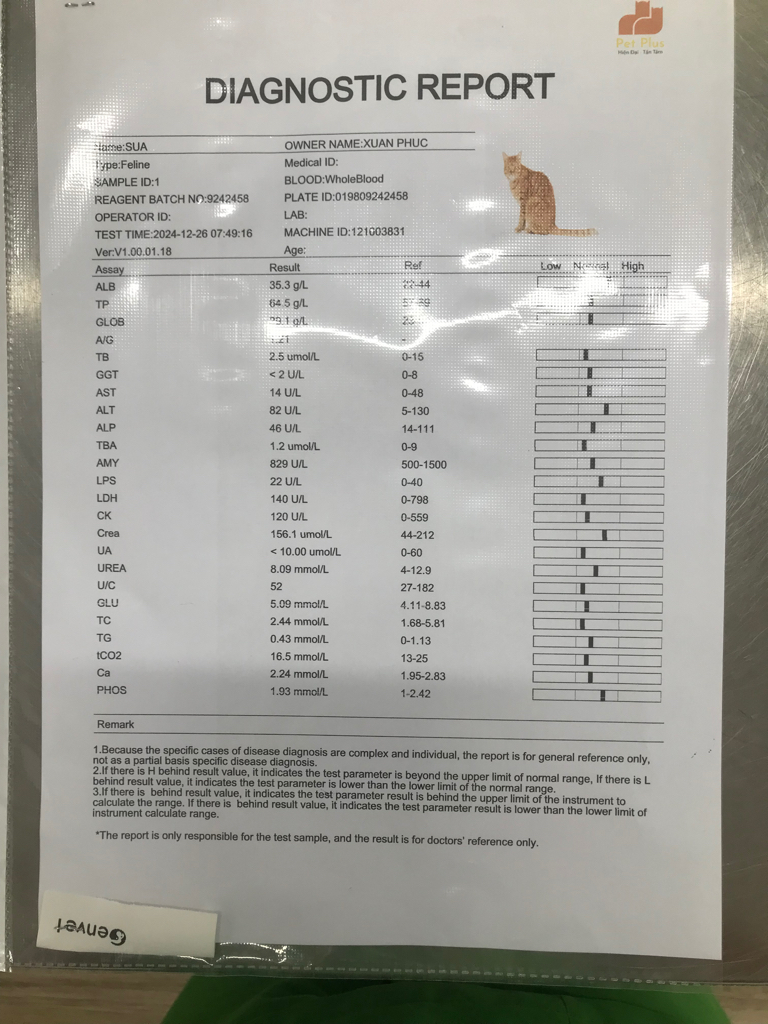 Pet Plus
Hiện Đại - Tận Tâm
DIAGNOSTIC REPORT
Name:SUA OWNER NAME:XUAN PHUC
Type:Feline Medical ID:
SAMPLE ID:1 BLOOD:WholeBlood
REAGENT BATCH NO:9242458 PLATE ID:019809242458
OPERATOR ID: LAB:
TEST TIME:2024-12-26 07:49:16 MACHINE ID:121003831
Ver:V1.00.01.18 Age:
Assay Result Ref Low Normal High
ALB 35.3 g/L 22-44
TP 64.5 g/L
GLOB 29.1 g/L
A/G 1.21 -
TB 2.5 umol/L 0-15
GGT < 2 U/L 0-8
AST 14 U/L 0-48
ALT 82 U/L 5-130
ALP 46 U/L 14-111
TBA 1.2 umol/L 0-9
AMY 829 U/L 500-1500
LPS 22 U/L 0-40
LDH 140 U/L 0-798
CK 120 U/L 0-559
Crea 156.1 umol/L 44-212
UA < 10.00 umol/L 0-60
UREA 8.09 mmol/L 4-12.9
U/C 52 27-182
GLU 5.09 mmol/L 4.11-8.83
TC 2.44 mmol/L 1.68-5.81
TG 0.43 mmol/L 0-1.13
tCO2 16.5 mmol/L 13-25
Ca 2.24 mmol/L 1.95-2.83
PHOS 1.93 mmol/L 1-2.42
Remark
1.Because the specific cases of disease diagnosis are complex and individual, the report is for general reference only,
not as a partial basis specific disease diagnosis.
2.If there is H behind result value, it indicates the test parameter is beyond the upper limit of normal range, If there is L
behind result value, it indicates the test parameter is lower than the lower limit of the normal range.
3.If there is behind result value, it indicates the test parameter result is behind the upper limit of the instrument to
calculate the range. If there is behind result value, it indicates the test parameter result is lower than the lower limit of
instrument calculate range.
*The report is only responsible for the test sample, and the result is for doctors' reference only.
Genvet